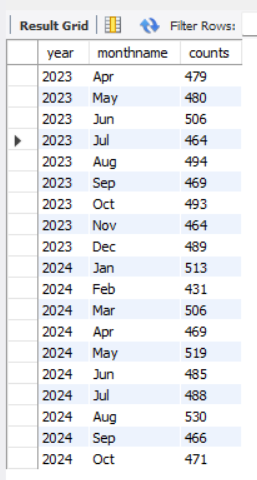 Result Grid Filter Rows:
year monthname counts
2023 Apr 479
2023 May 480
2023 Jun 506
2023 Jul 464
2023 Aug 494
2023 Sep 469
2023 Oct 493
2023 Nov 464
2023 Dec 489
2024 Jan 513
2024 Feb 431
2024 Mar 506
2024 Apr 469
2024 May 519
2024 Jun 485
2024 Jul 488
2024 Aug 530
2024 Sep 466
2024 Oct 471